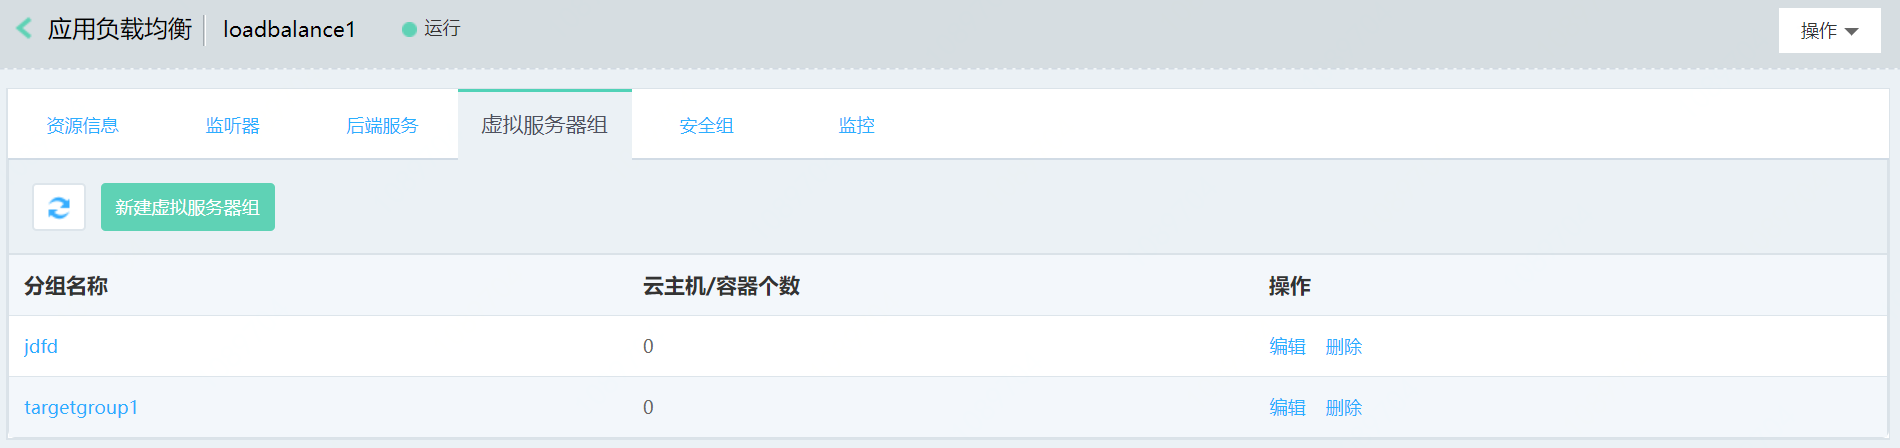 应用负载均衡 loadbalance1 运行 操作
资源信息 监听器 后端服务 虚拟服务器组 安全组 监控
新建虚拟服务器组
分组名称 云主机/容器个数 操作
jdfd 0 编辑 删除
targetgroup1 0 编辑 删除